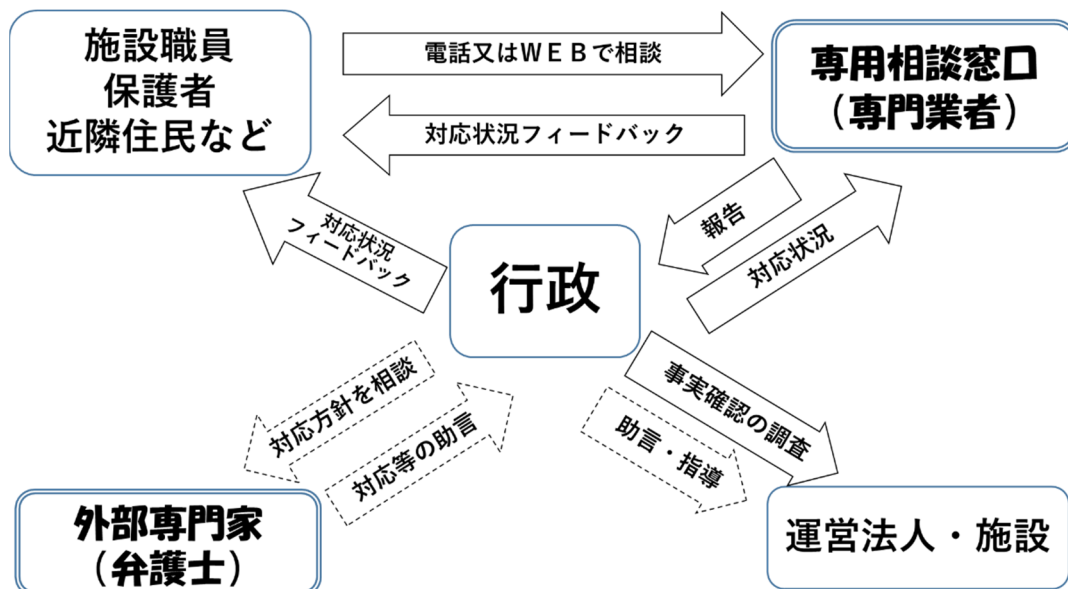 施設職員
保護者
近隣住民など
電話又はＷＥＢで相談
専用相談窓口
（専門業者）
対応状況フィードバック
報告
対応状況
対応状況
フィードバック
行政
対応方針を相談
対応等の助言
事実確認の調査
助言・指導
外部専門家
（弁護士）
運営法人・施設